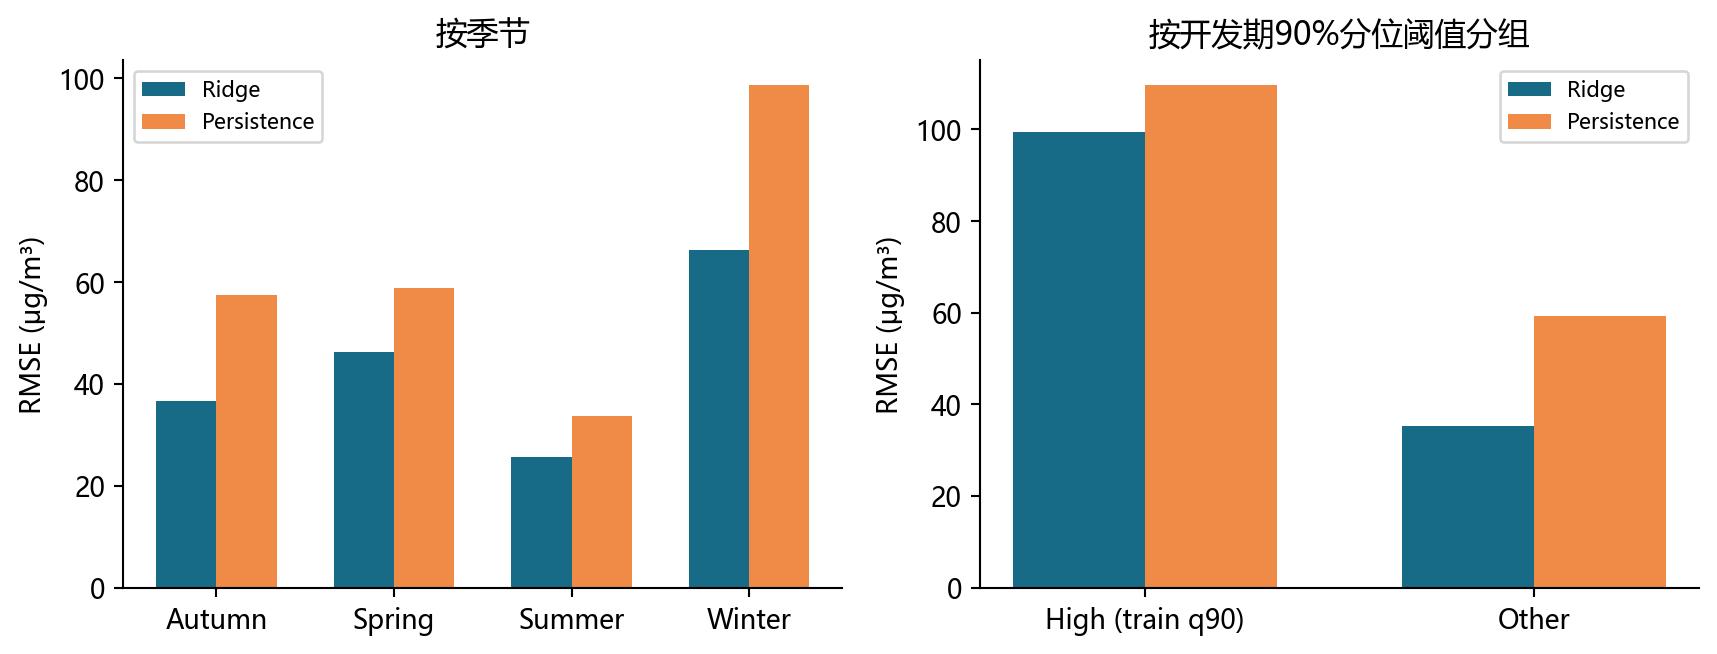 按季节
RMSE (µg/m³)
100
80
60
40
20
0
Ridge
Persistence
Autumn
Spring
Summer
Winter
按开发期90%分位阈值分组
RMSE (µg/m³)
100
80
60
40
20
0
Ridge
Persistence
High (train q90)
Other